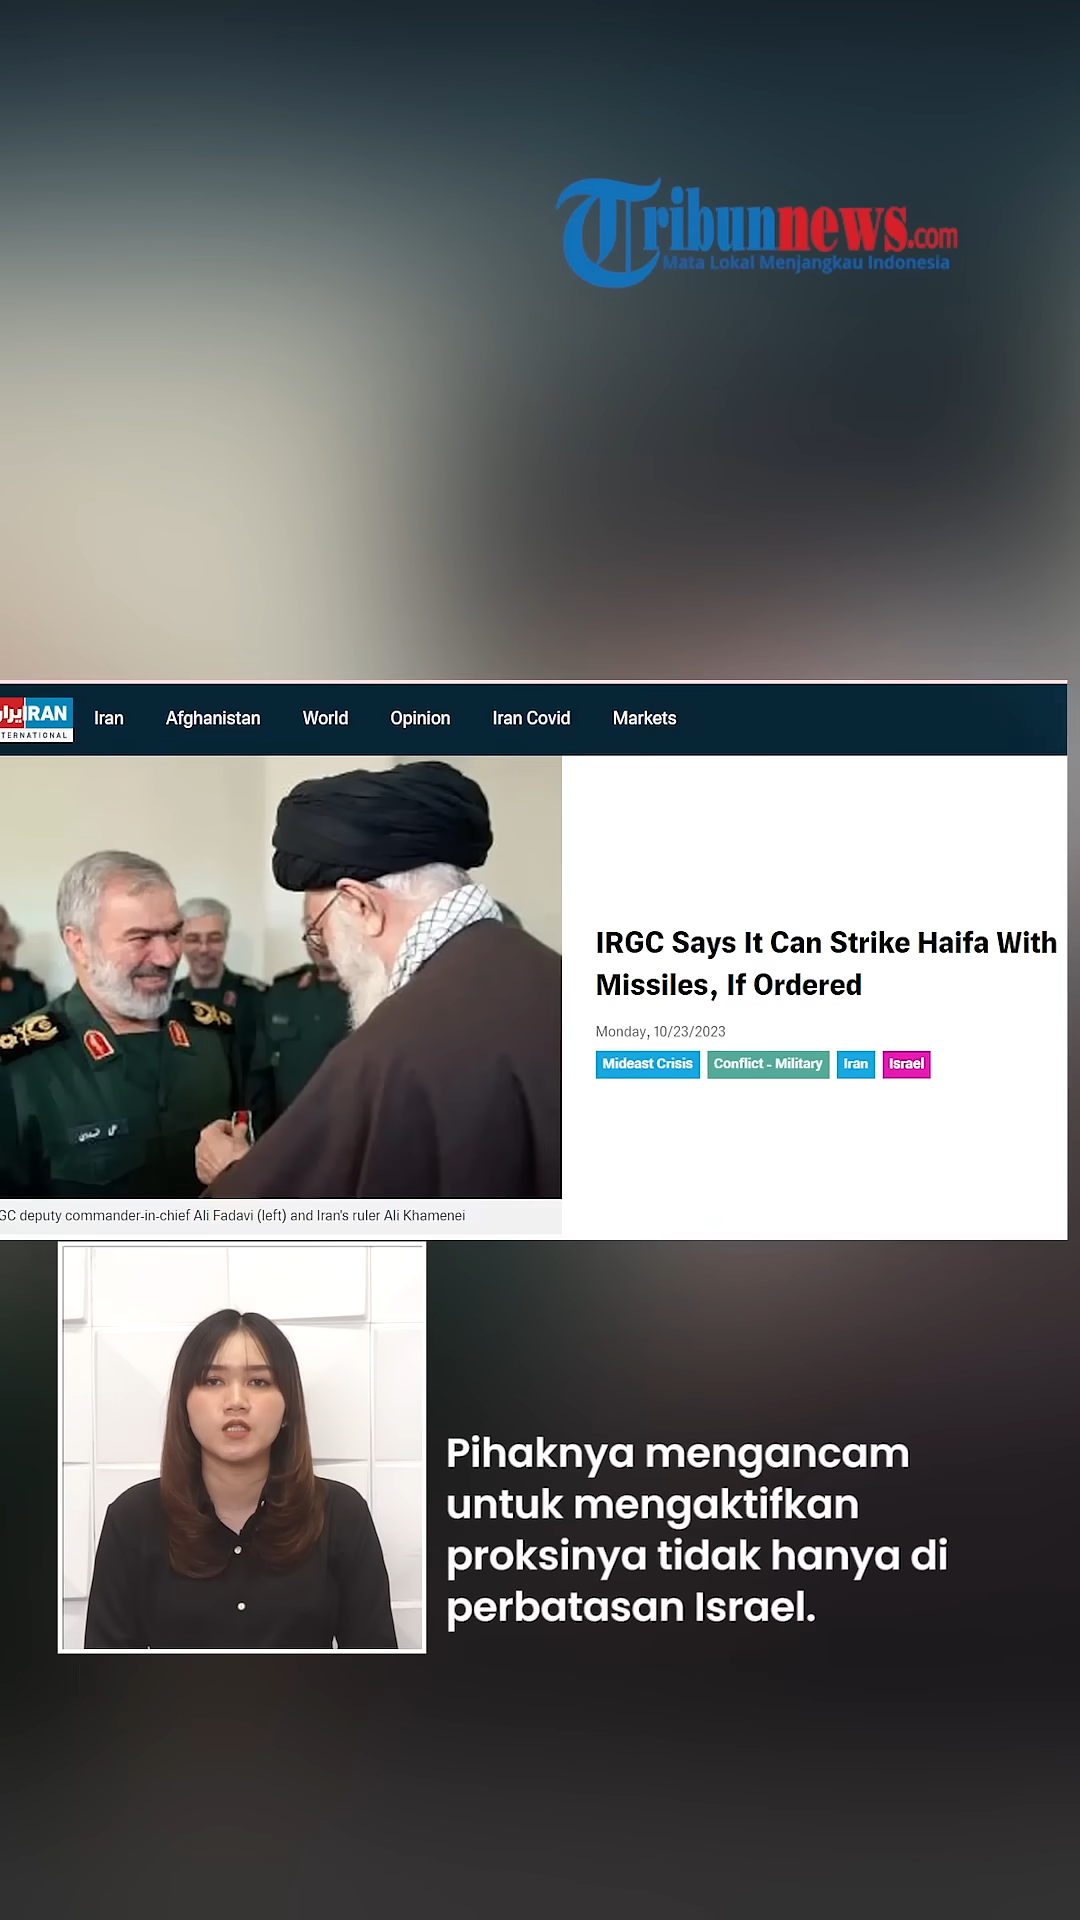 Tribunnews.com
Mata Lokal Menjangkau Indonesia
ایران IRAN
TERNATIONAL
Iran Afghanistan World Opinion Iran Covid Markets
IRGC Says It Can Strike Haifa With
Missiles, If Ordered
Monday, 10/23/2023
Mideast Crisis Conflict - Military Iran Israel
GC deputy commander-in-chief Ali Fadavi (left) and Iran's ruler Ali Khamenei
Pihaknya mengancam
untuk mengaktifkan
proksinya tidak hanya di
perbatasan Israel.